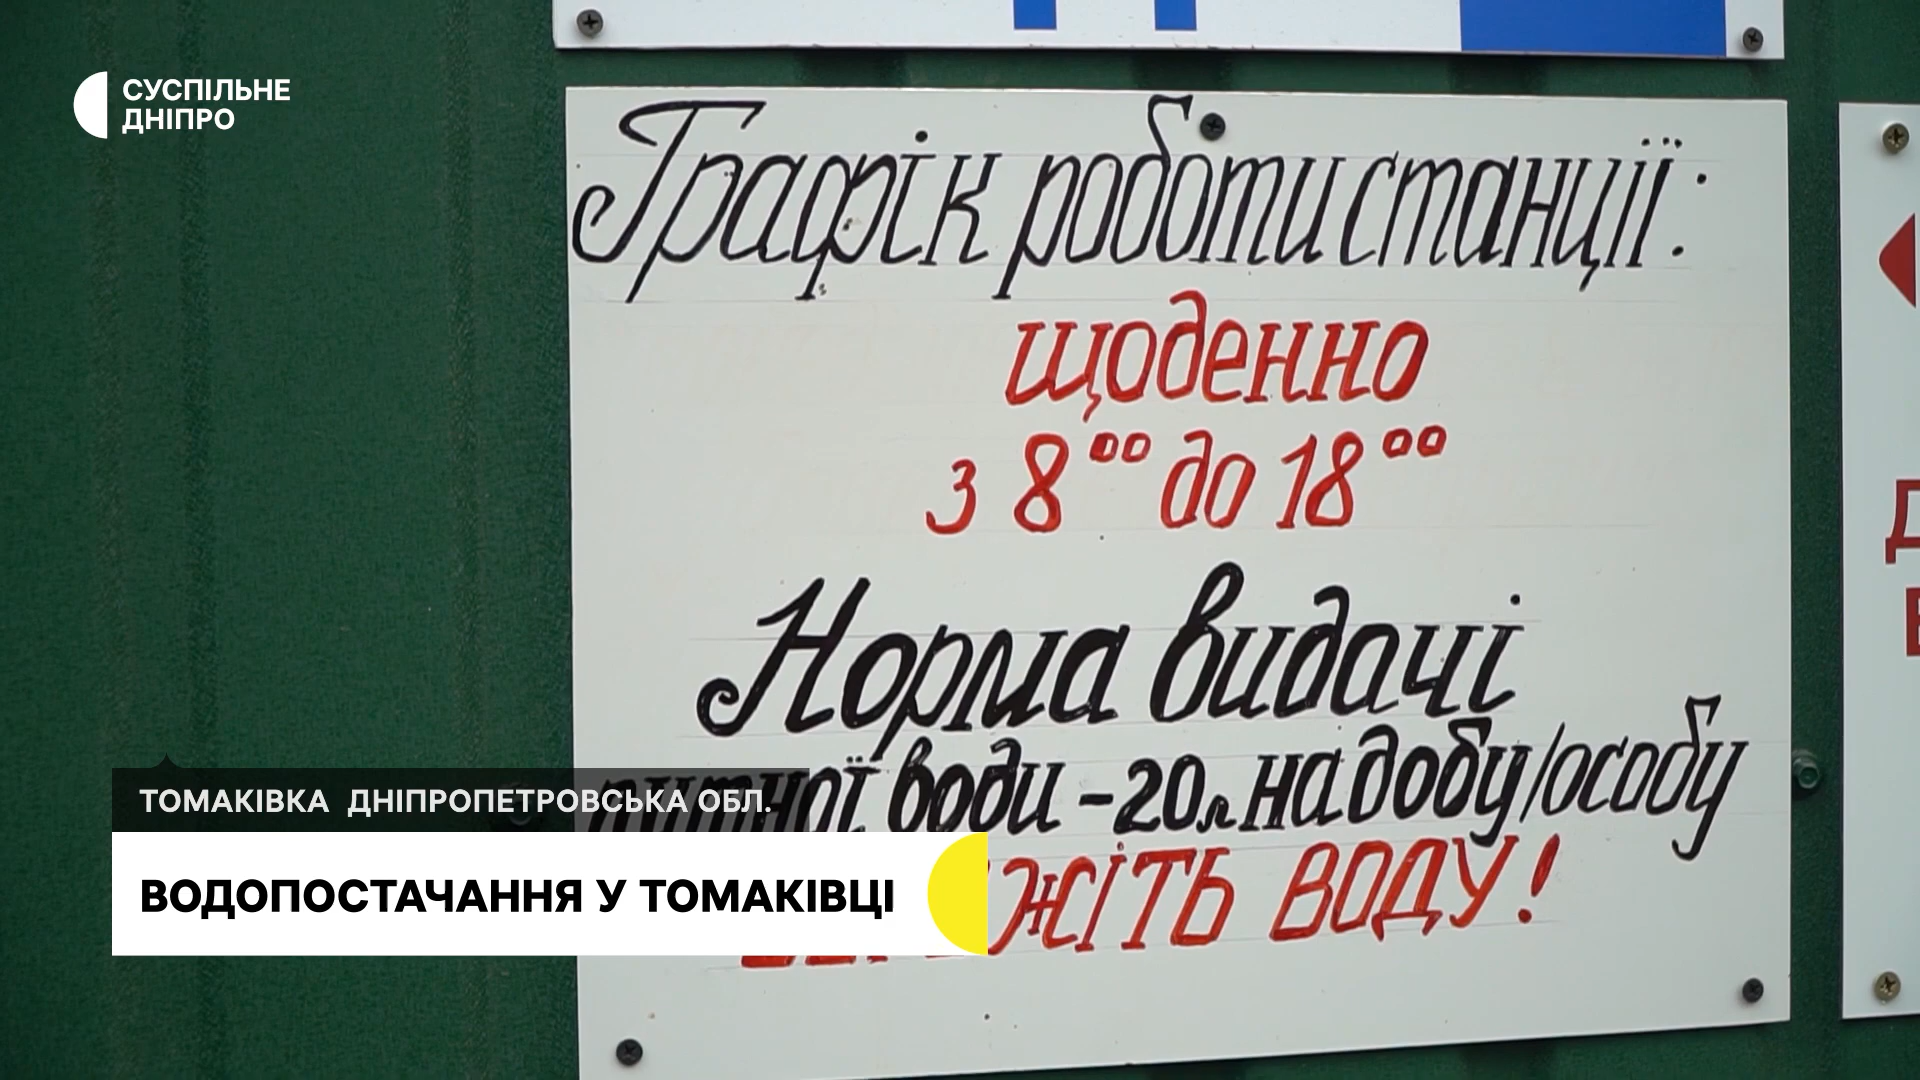 СУСПІЛЬНЕ
ДНІПРО
Графік роботи станції:
щоденно
з 8⁰⁰ до 18⁰⁰
Норма видачі
питної води - 20л на добу/особу
ВОДУ!
ТОМАКІВКА ДНІПРОПЕТРОВСЬКА ОБЛ.
ВОДОПОСТАЧАННЯ У ТОМАКІВЦІ